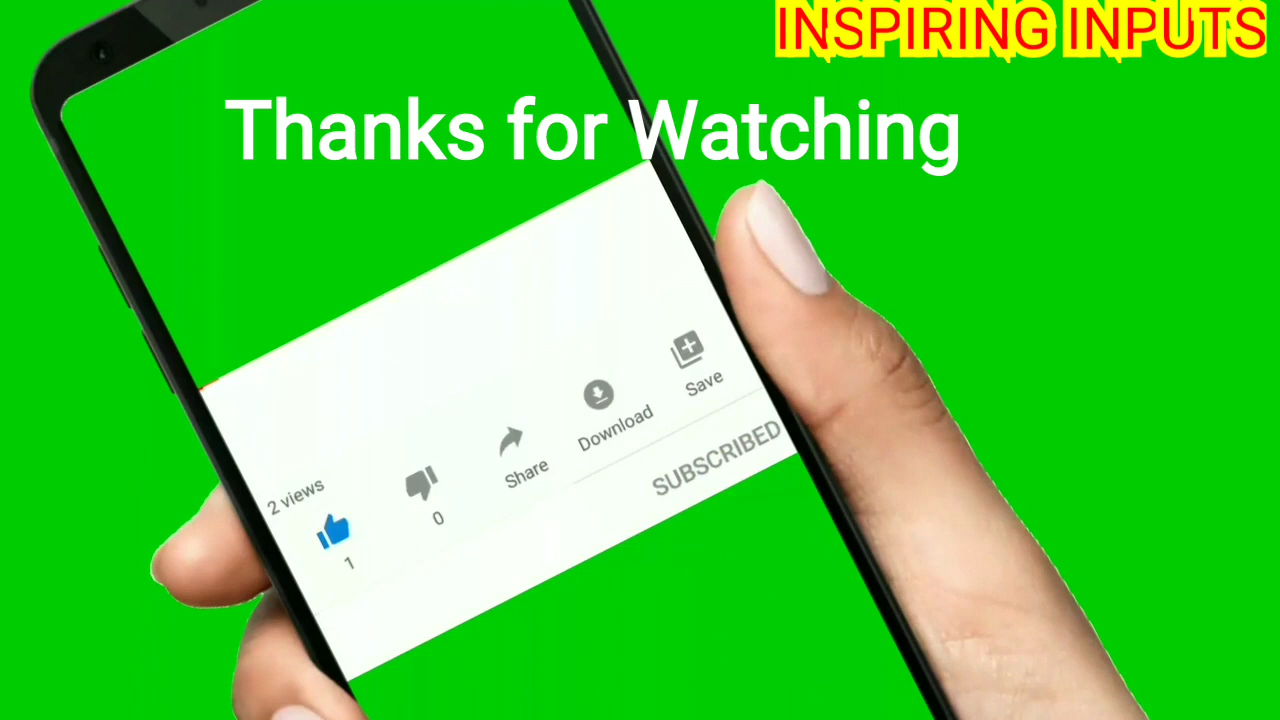 INSPIRING INPUTS
Thanks for Watching
2 views
1
0
Share
Download
Save
SUBSCRIBED